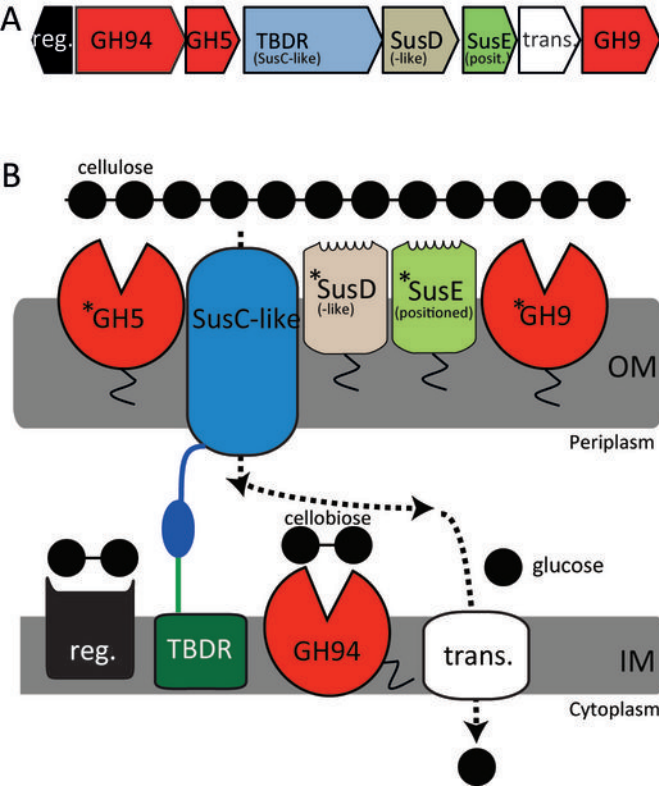 A
reg.
GH94
GH5
TBDR
(SusC-like)
SusD
(-like)
SusE
(posit.)
trans.
GH9
B
cellulose
*GH5
SusC-like
*SusD
(-like)
*SusE
(positioned)
*GH9
OM
Periplasm
cellobiose
glucose
reg.
TBDR
GH94
trans.
IM
Cytoplasm